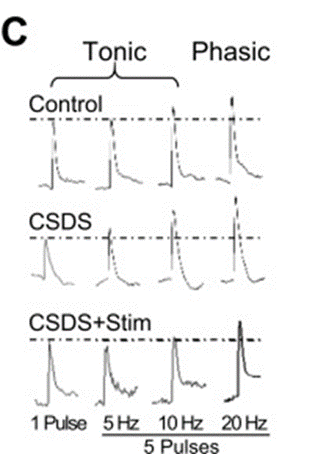 C
Tonic Phasic
Control
CSDS
CSDS+Stim
1 Pulse 5 Hz 10 Hz 20 Hz
5 Pulses